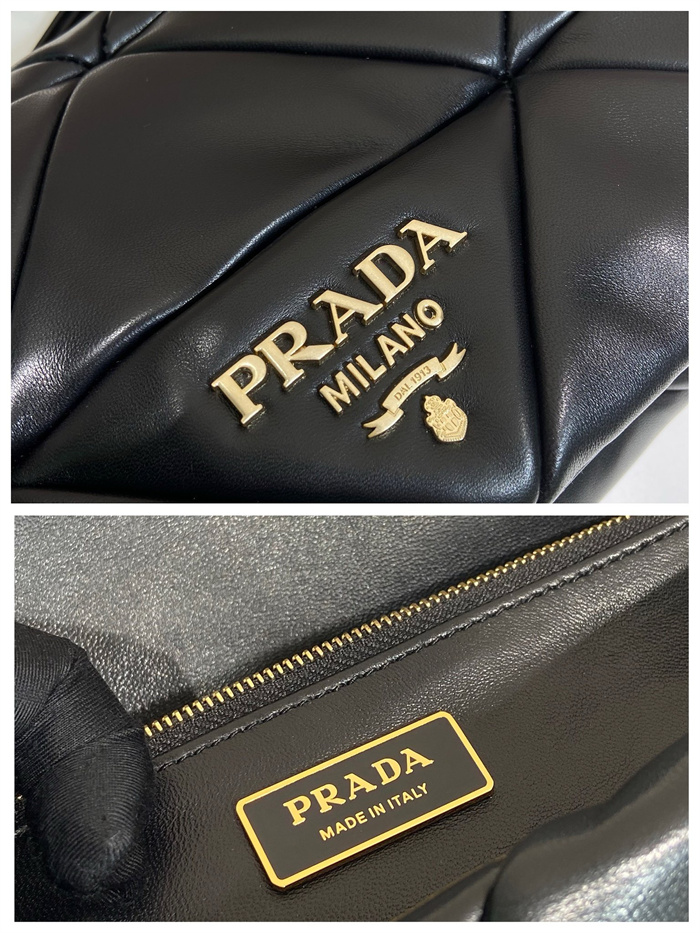 PRADA
MILANO
DAL 1913
PRADA
MADE IN ITALY